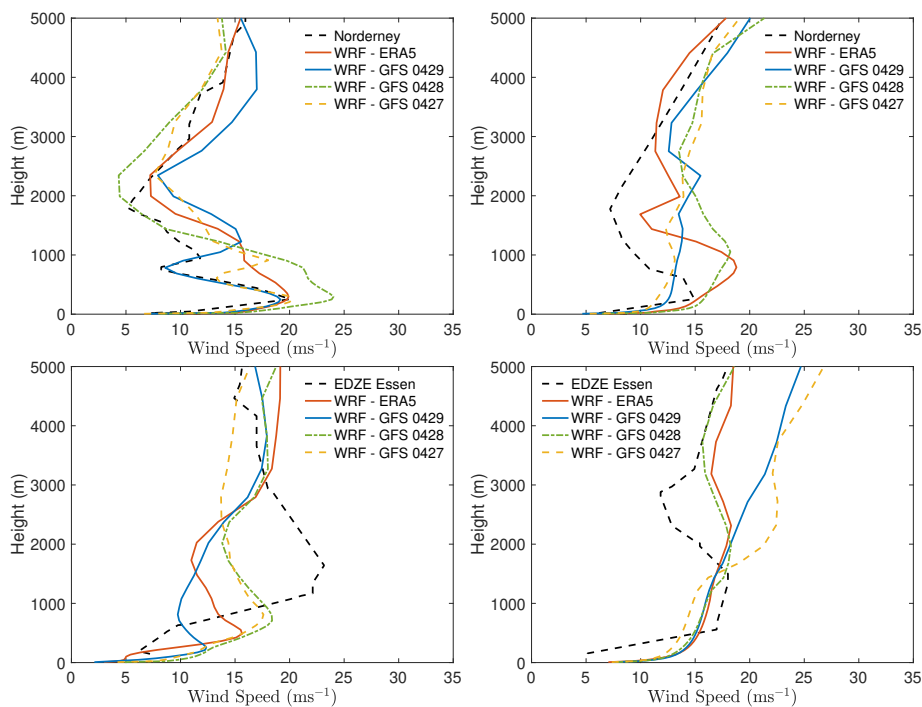 5000
4000
3000
2000
1000
0
Height (m)
0 5 10 15 20 25 30 35
Wind Speed (ms⁻¹)
Norderney
WRF - ERA5
WRF - GFS 0429
WRF - GFS 0428
WRF - GFS 0427
5000
4000
3000
2000
1000
0
Height (m)
0 5 10 15 20 25 30 35
Wind Speed (ms⁻¹)
Norderney
WRF - ERA5
WRF - GFS 0429
WRF - GFS 0428
WRF - GFS 0427
5000
4000
3000
2000
1000
0
Height (m)
0 5 10 15 20 25 30 35
Wind Speed (ms⁻¹)
EDZE Essen
WRF - ERA5
WRF - GFS 0429
WRF - GFS 0428
WRF - GFS 0427
5000
4000
3000
2000
1000
0
Height (m)
0 5 10 15 20 25 30 35
Wind Speed (ms⁻¹)
EDZE Essen
WRF - ERA5
WRF - GFS 0429
WRF - GFS 0428
WRF - GFS 0427